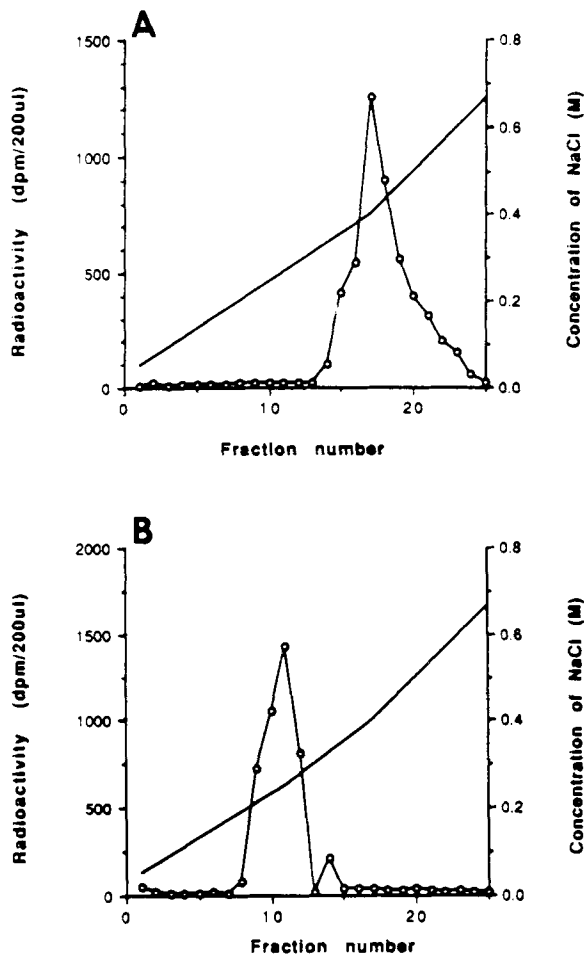 A
1500
1000
500
0
Radioactivity (dpm/200ul)
0.8
0.6
0.4
0.2
0.0
Concentration of NaCl (M)
0 10 20
Fraction number
B
2000
1500
1000
500
0
Radioactivity (dpm/200ul)
0.8
0.6
0.4
0.2
0.0
Concentration of NaCl (M)
0 10 20
Fraction number